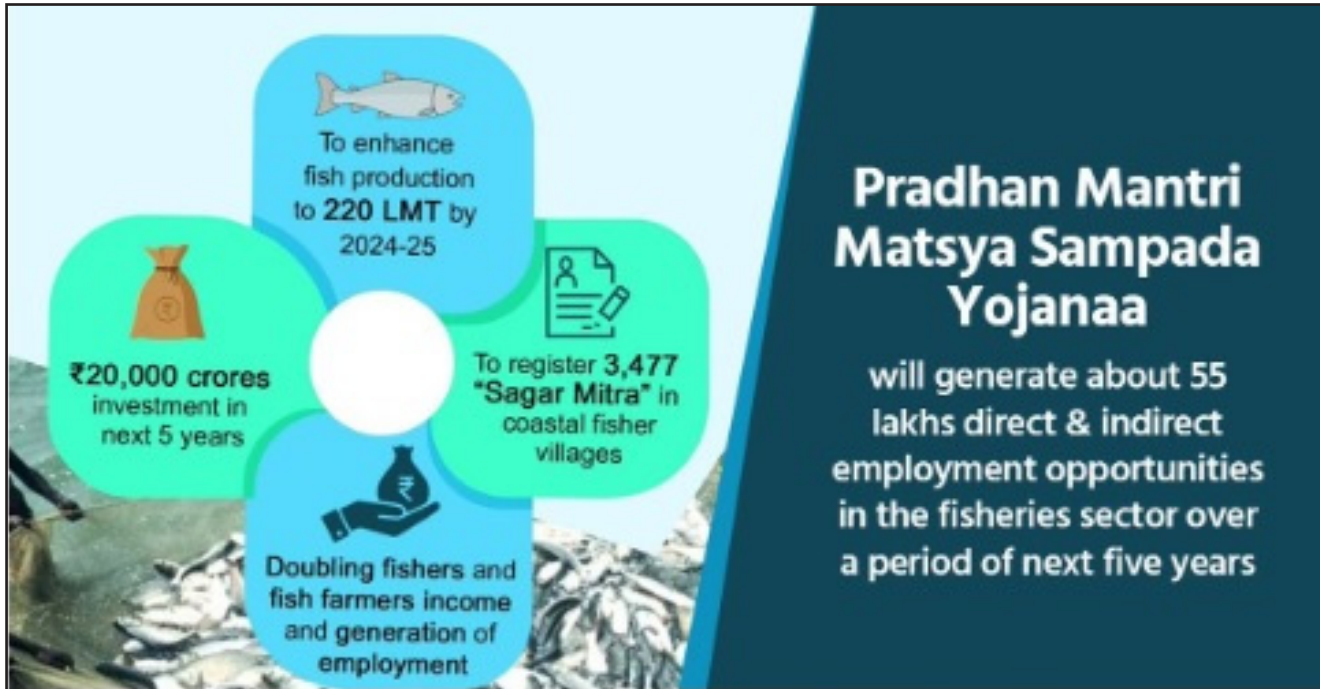 To enhance
fish production
to 220 LMT by
2024-25
₹20,000 crores
investment in
next 5 years
To register 3,477
“Sagar Mitra” in
coastal fisher
villages
₹
Doubling fishers and
fish farmers income
and generation of
employment
Pradhan Mantri
Matsya Sampada
Yojanaa
will generate about 55
lakhs direct & indirect
employment opportunities
in the fisheries sector over
a period of next five years